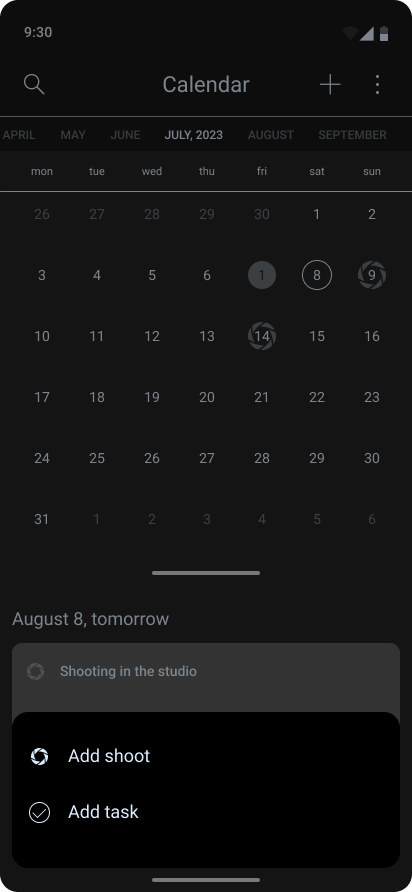 9:30
Calendar
APRIL MAY JUNE JULY, 2023 AUGUST SEPTEMBER
mon tue wed thu fri sat sun
26 27 28 29 30 1 2
3 4 5 6 1 8 9
10 11 12 13 14 15 16
17 18 19 20 21 22 23
24 25 26 27 28 29 30
31 1 2 3 4 5 6
August 8, tomorrow
Shooting in the studio
Add shoot
Add task